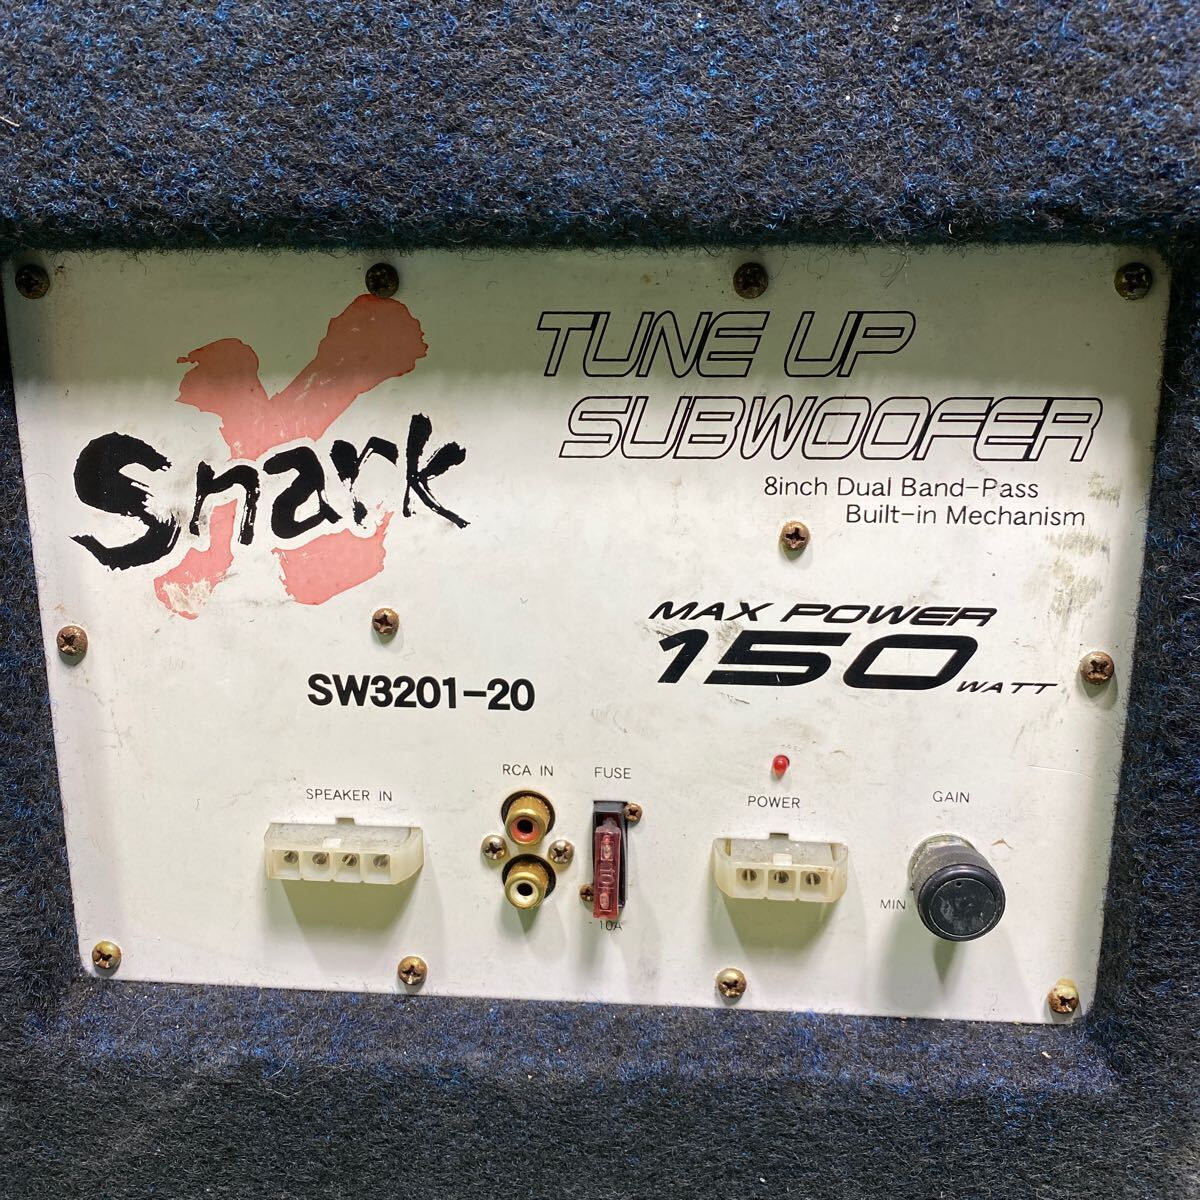 X
Snark
TUNE UP
SUBWOOFER
8inch Dual Band-Pass
Built-in Mechanism
MAX POWER
150 WATT
SW3201-20
SPEAKER IN
RCA IN
FUSE
10
10A
POWER
GAIN
MIN